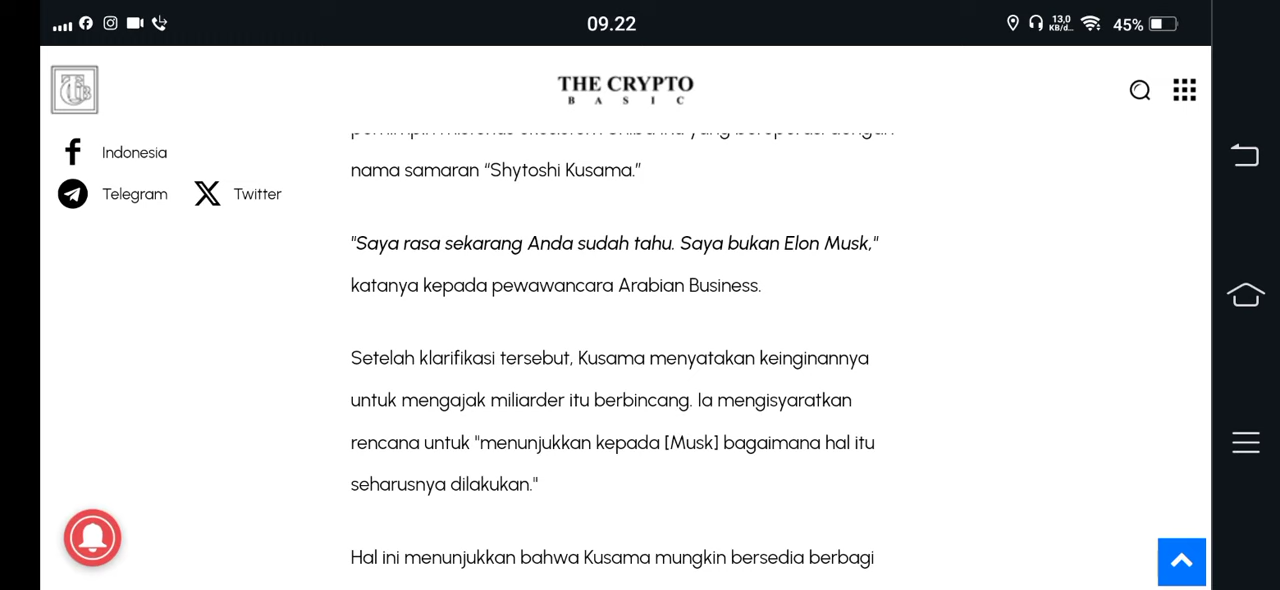 09.22
13,0
KB/d...
45%
THE CRYPTO
BASIC
Indonesia
Telegram
Twitter
nama samaran “Shytoshi Kusama.”
"Saya rasa sekarang Anda sudah tahu. Saya bukan Elon Musk,"
katanya kepada pewawancara Arabian Business.
Setelah klarifikasi tersebut, Kusama menyatakan keinginannya
untuk mengajak miliarder itu berbincang. Ia mengisyaratkan
rencana untuk "menunjukkan kepada [Musk] bagaimana hal itu
seharusnya dilakukan."
Hal ini menunjukkan bahwa Kusama mungkin bersedia berbagi